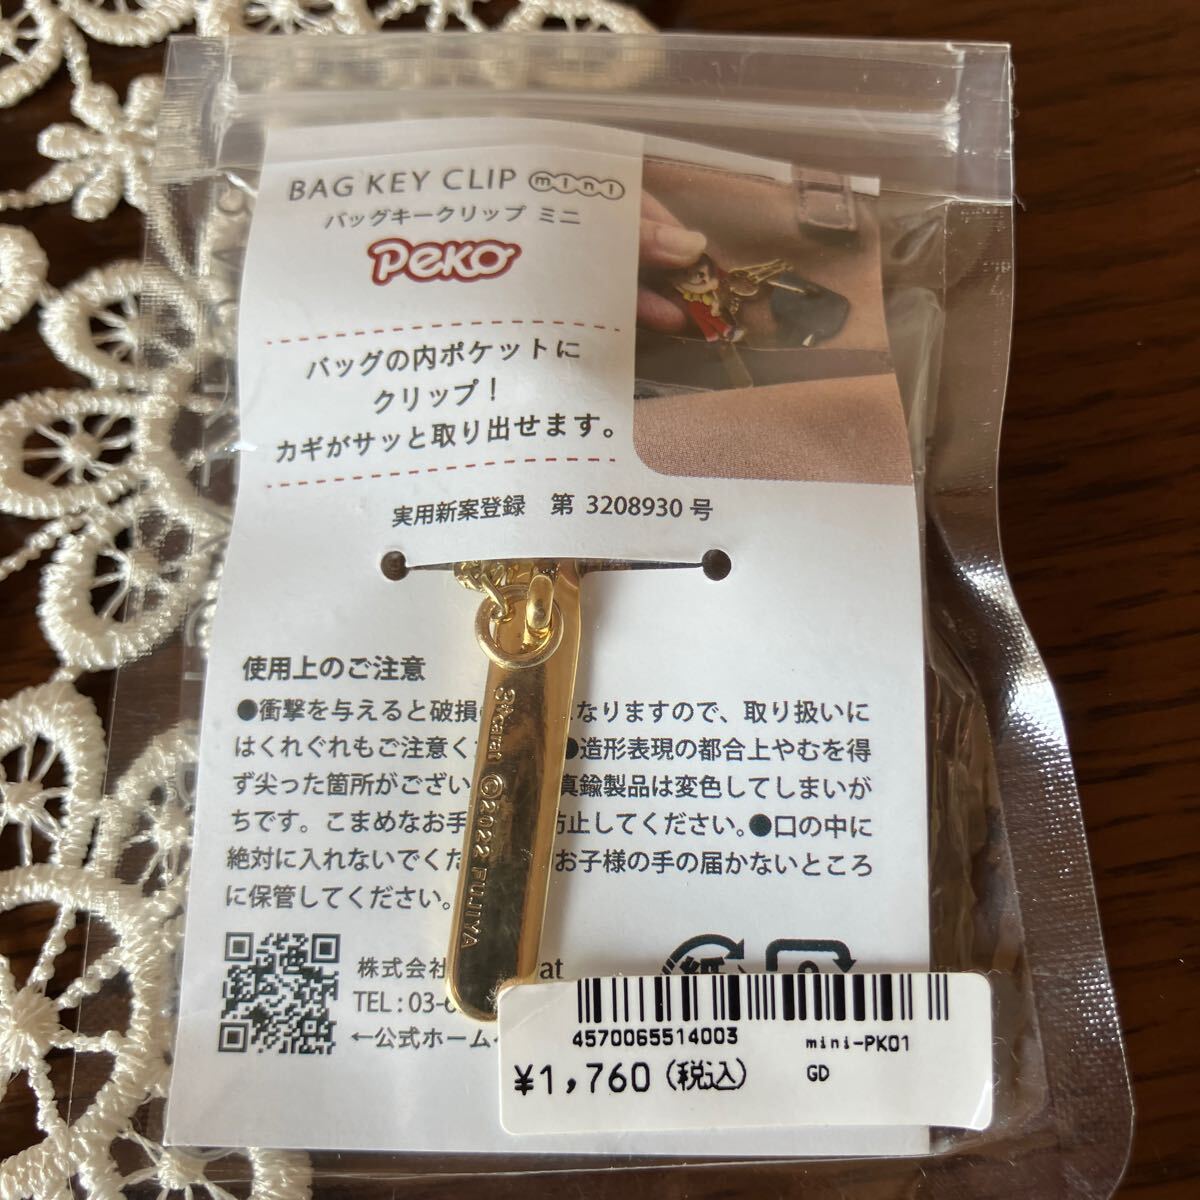 BAG KEY CLIP mini
バッグキークリップ ミニ
Peko
バッグの内ポケットに
クリップ！
カギがサッと取り出せます。
実用新案登録 第 3208930 号
使用上のご注意
●衝撃を与えると破損 なりますので、取り扱いに
はくれぐれもご注意く ●造形表現の都合上やむを得
ず尖った箇所がござい 真鍮製品は変色してしまいが
ちです。こまめなお手 防止してください。●口の中に
絶対に入れないでくだ お子様の手の届かないところ
に保管してください。
carat ©2022 FUJIYA
株式会社 at
TEL：03-6
←公式ホームペ
紙
4570065514003
mini-PK01
¥1,760（税込）
GD